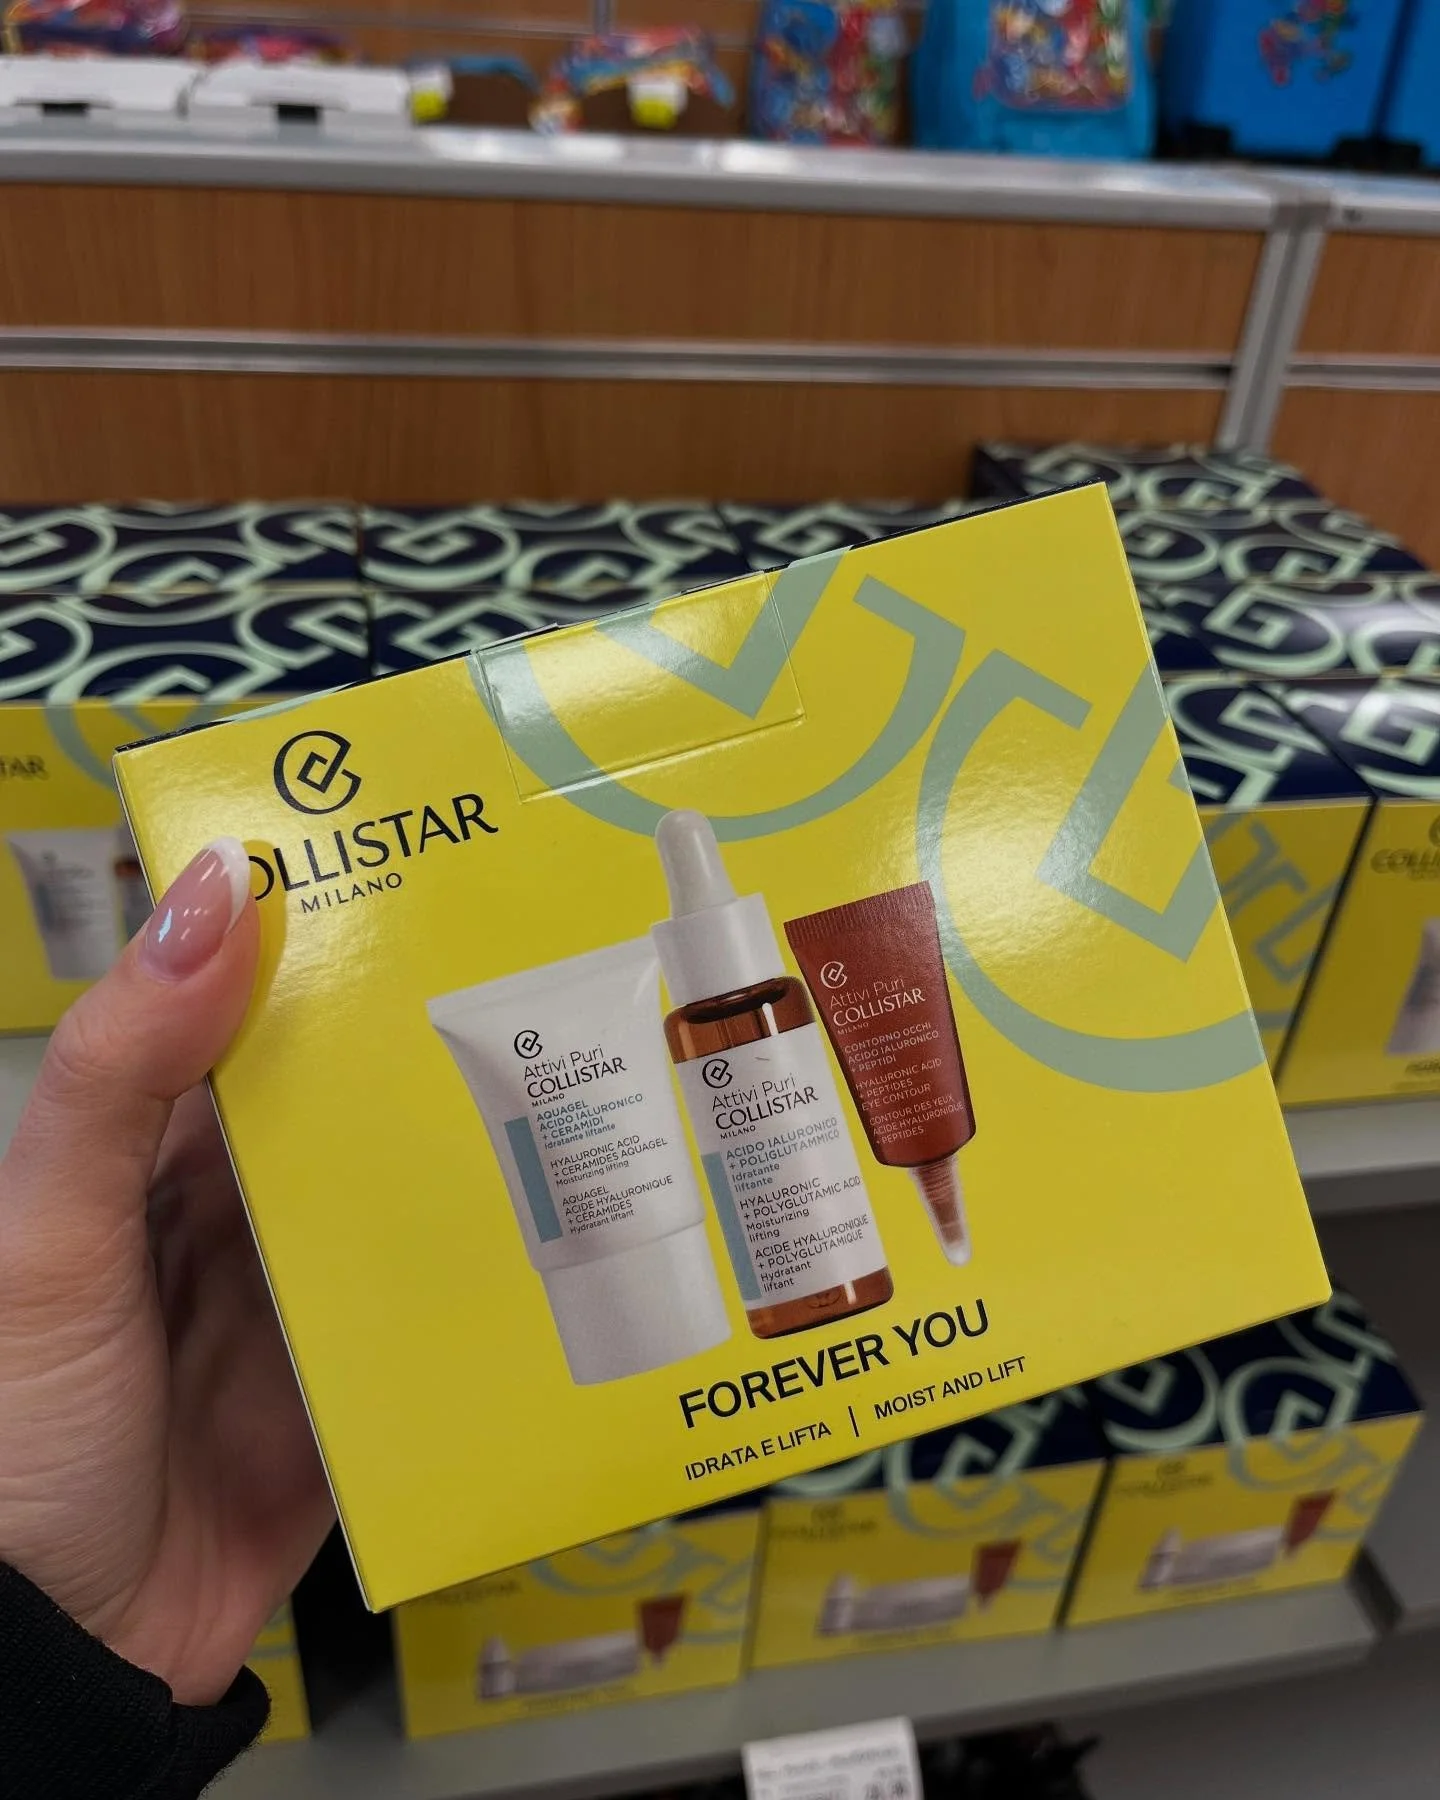 OLLISTAR
MILANO
Attivi Puri
COLLISTAR
MILANO
AQUAGEL
ACIDO IALURONICO
+ CERAMIDI
Idratante liftante
HYALURONIC ACID
+ CERAMIDES AQUAGEL
Moisturizing lifting
AQUAGEL
ACIDE HYALURONIQUE
+ CÉRAMIDES
Hydratant liftant
Attivi Puri
COLLISTAR
MILANO
ACIDO IALURONICO
+ POLIGLUTAMMICO
Idratante
liftante
HYALURONIC
+ POLYGLUTAMIC ACID
Moisturizing
lifting
ACIDE HYALURONIQUE
+ POLYGLUTAMIQUE
Hydratant
liftant
Attivi Puri
COLLISTAR
MILANO
CONTORNO OCCHI
ACIDO IALURONICO
+ PEPTIDI
HYALURONIC ACID
+ PEPTIDES
EYE CONTOUR
CONTOUR DES YEUX
ACIDE HYALURONIQUE
+ PEPTIDES
FOREVER YOU
IDRATA E LIFTA | MOIST AND LIFT